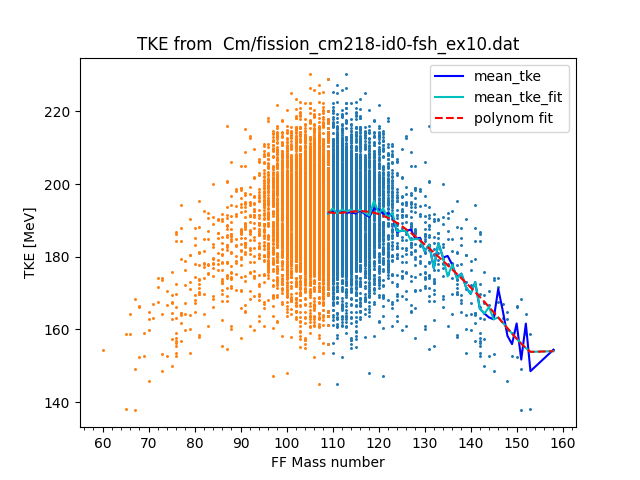 TKE from  Cm/fission_cm218-id0-fsh_ex10.dat
mean_tke
mean_tke_fit
polynom fit
TKE [MeV]
220
200
180
160
140
60 70 80 90 100 110 120 130 140 150 160
FF Mass number